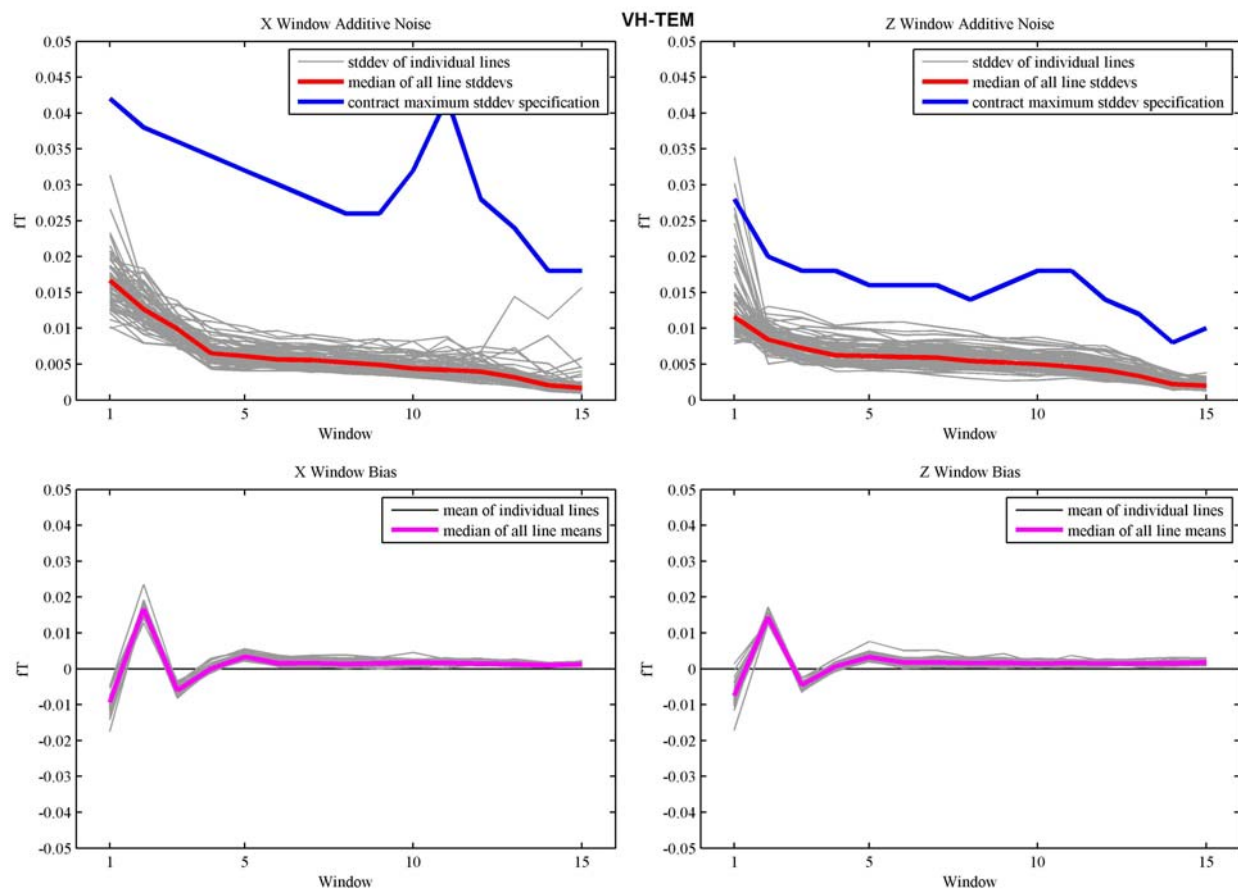 VH-TEM
X Window Additive Noise
0.05
0.045
0.04
0.035
0.03
0.025
0.02
0.015
0.01
0.005
0
fT
stddev of individual lines
median of all line stddevs
contract maximum stddev specification
1
5
10
15
Window
Z Window Additive Noise
0.05
0.045
0.04
0.035
0.03
0.025
0.02
0.015
0.01
0.005
0
fT
stddev of individual lines
median of all line stddevs
contract maximum stddev specification
1
5
10
15
Window
X Window Bias
0.05
0.04
0.03
0.02
0.01
0
-0.01
-0.02
-0.03
-0.04
-0.05
fT
mean of individual lines
median of all line means
1
5
10
15
Window
Z Window Bias
0.05
0.04
0.03
0.02
0.01
0
-0.01
-0.02
-0.03
-0.04
-0.05
fT
mean of individual lines
median of all line means
1
5
10
15
Window